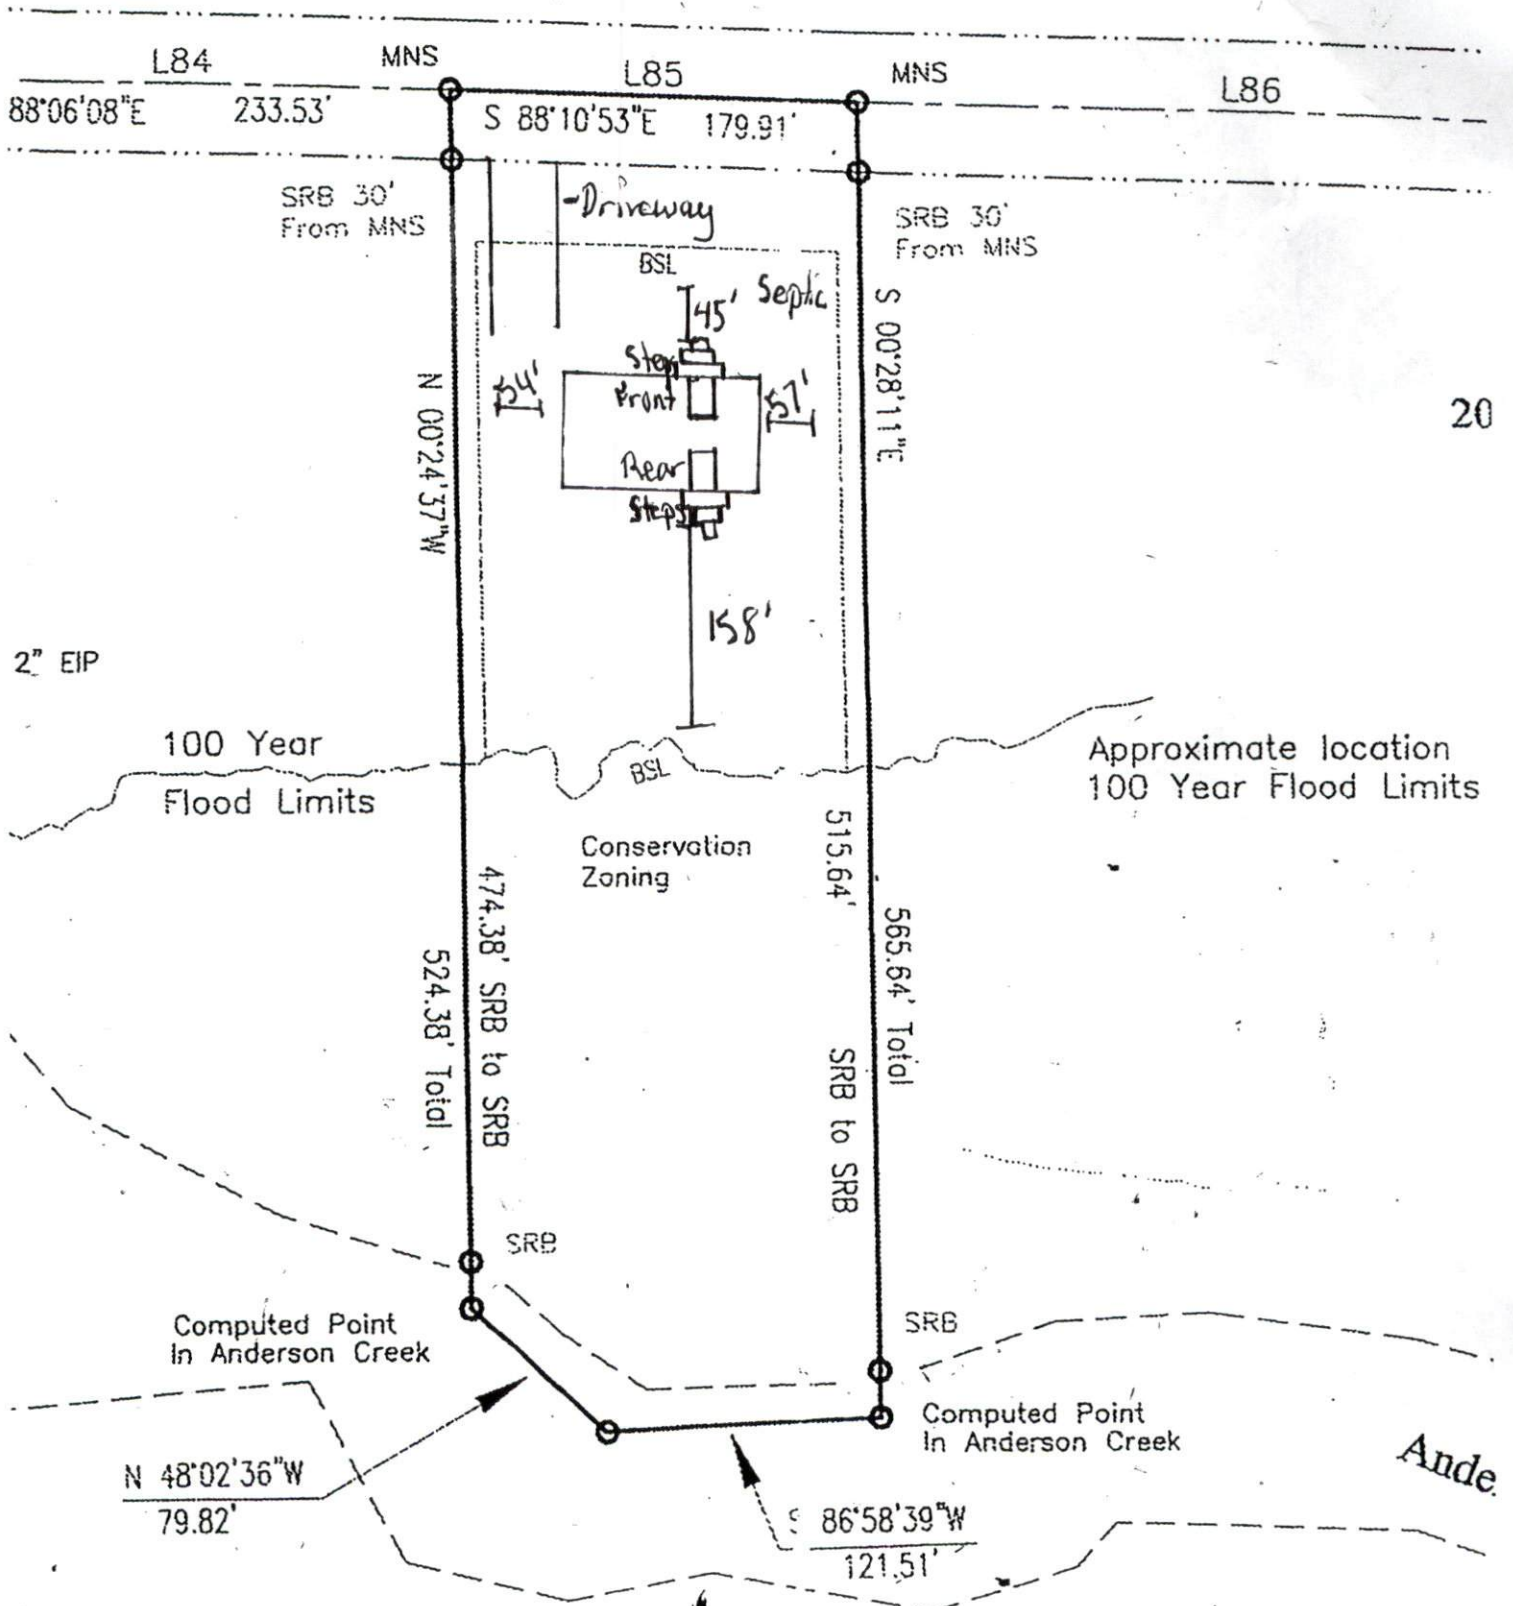 L84
MNS
L85
MNS
L86
88°06'08"E 233.53'
S 88°10'53"E 179.91'
SRB 30'
From MNS
-Driveway
SRB 30'
From MNS
BSL
Septic
45'
S 00°28'11"E
Step
54'
Front
57'
N 00°24'37"W
20
Rear
Steps
158'
2" EIP
100 Year
Flood Limits
BSL
Approximate location
100 Year Flood Limits
Conservation
Zoning
515.64'
SRB to SRB
474.38' SRB to SRB
524.38' Total
565.64' Total
SRB
Computed Point
In Anderson Creek
SRB
Computed Point
In Anderson Creek
N 48°02'36"W
79.82'
S 86°58'39"W
121.51'
Ande